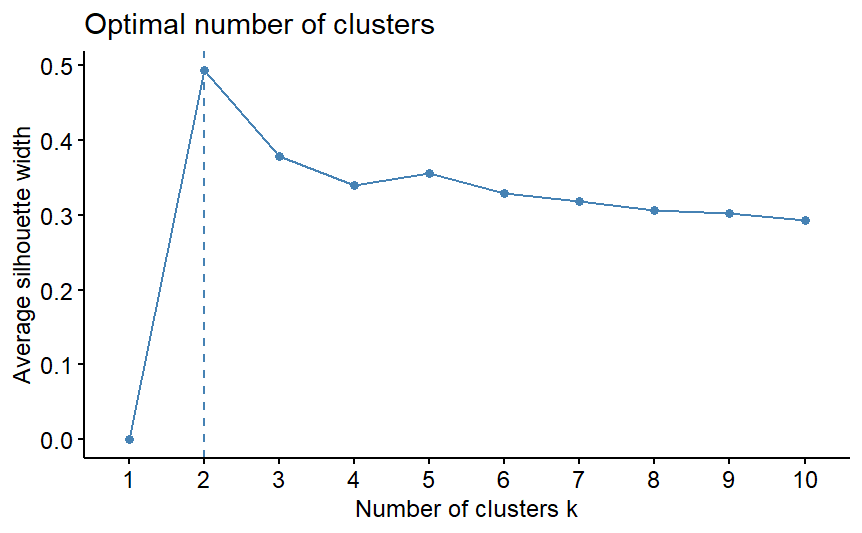 Optimal number of clusters
Average silhouette width
0.5
0.4
0.3
0.2
0.1
0.0
1 2 3 4 5 6 7 8 9 10
Number of clusters k